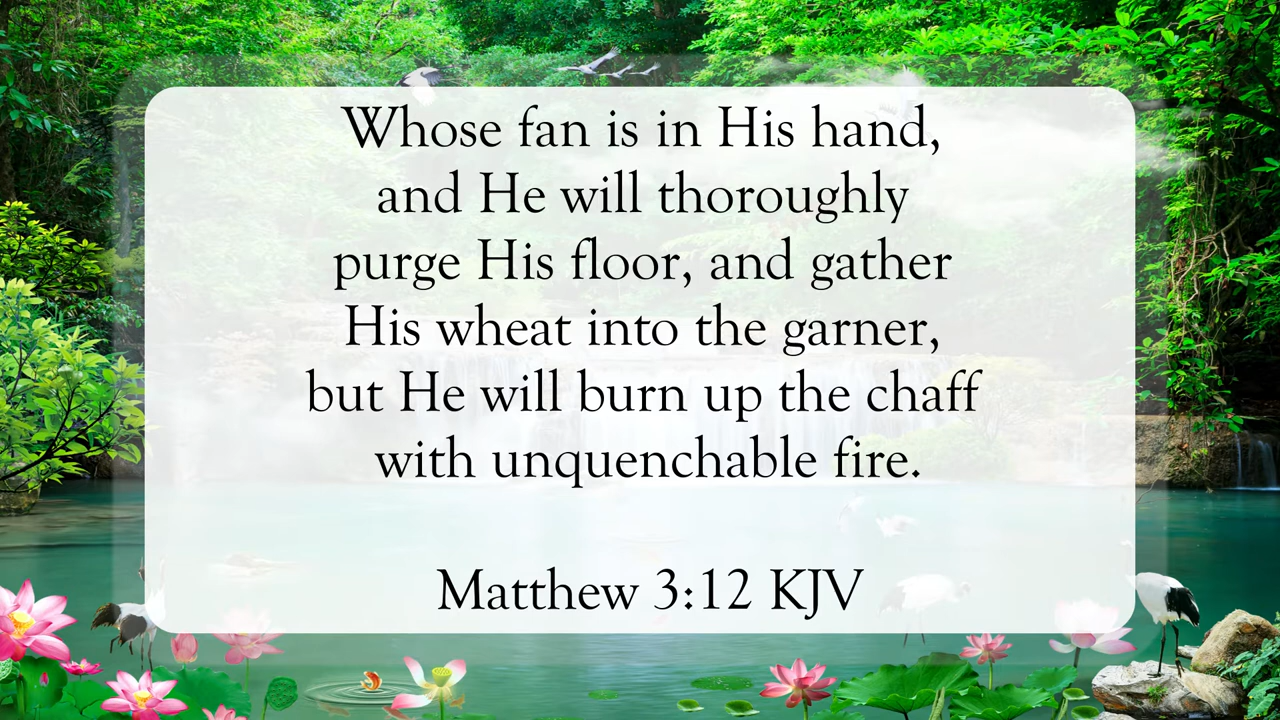 Whose fan is in His hand,
and He will thoroughly
purge His floor, and gather
His wheat into the garner,
but He will burn up the chaff
with unquenchable fire.
Matthew 3:12 KJV